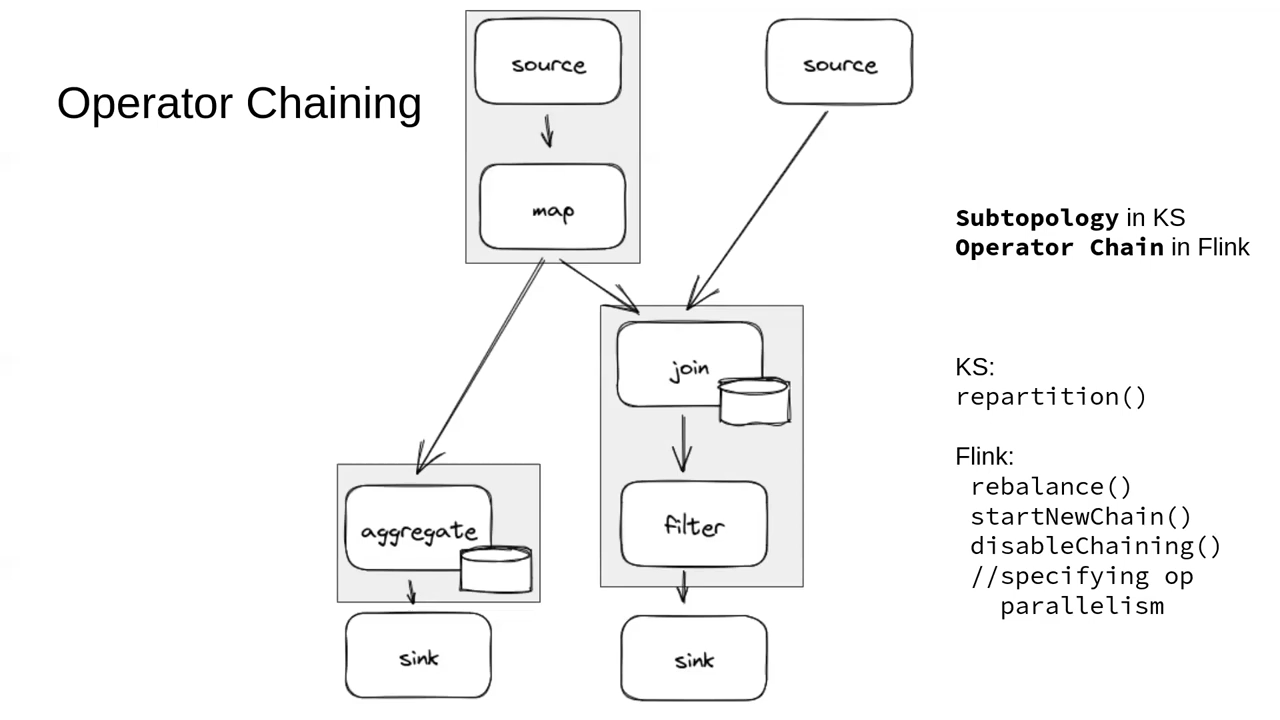 Operator Chaining
source
source
map
join
aggregate
filter
sink
sink
Subtopology in KS
Operator Chain in Flink
KS:
repartition()
Flink:
rebalance()
startNewChain()
disableChaining()
//specifying op
parallelism